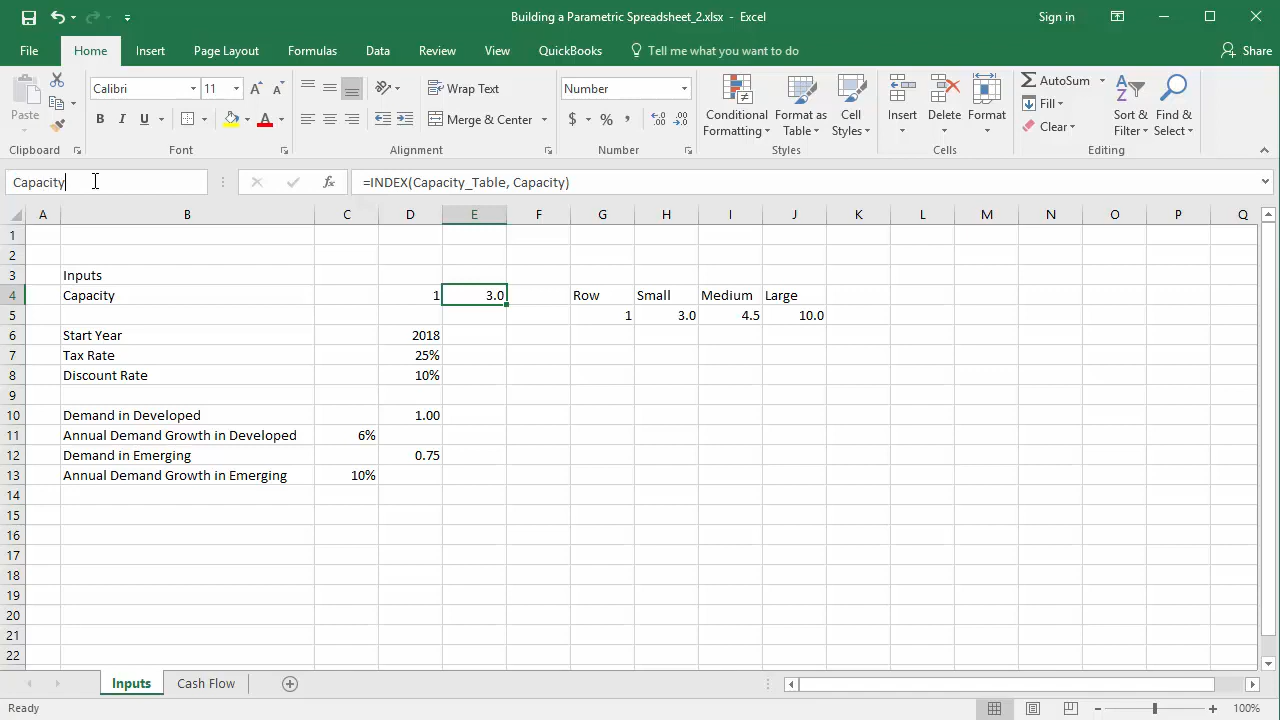 Building a Parametric Spreadsheet_2.xlsx - Excel
Sign in
File Home Insert Page Layout Formulas Data Review View QuickBooks Tell me what you want to do Share
Paste
Clipboard
Calibri 11
B I U
Font
Wrap Text
Merge & Center
Alignment
Number
$ % ,
Number
Conditional Formatting
Format as Table
Cell Styles
Styles
Insert Delete Format
Cells
AutoSum
Fill
Clear
Sort & Filter
Find & Select
Editing
Capacity
fx
=INDEX(Capacity_Table, Capacity)
A B C D E F G H I J K L M N O P Q
1
2
3 Inputs
4 Capacity 1 3.0 Row Small Medium Large
5 1 3.0 4.5 10.0
6 Start Year 2018
7 Tax Rate 25%
8 Discount Rate 10%
9
10 Demand in Developed 1.00
11 Annual Demand Growth in Developed 6%
12 Demand in Emerging 0.75
13 Annual Demand Growth in Emerging 10%
14
15
16
17
18
19
20
21
22
Inputs Cash Flow
Ready
100%